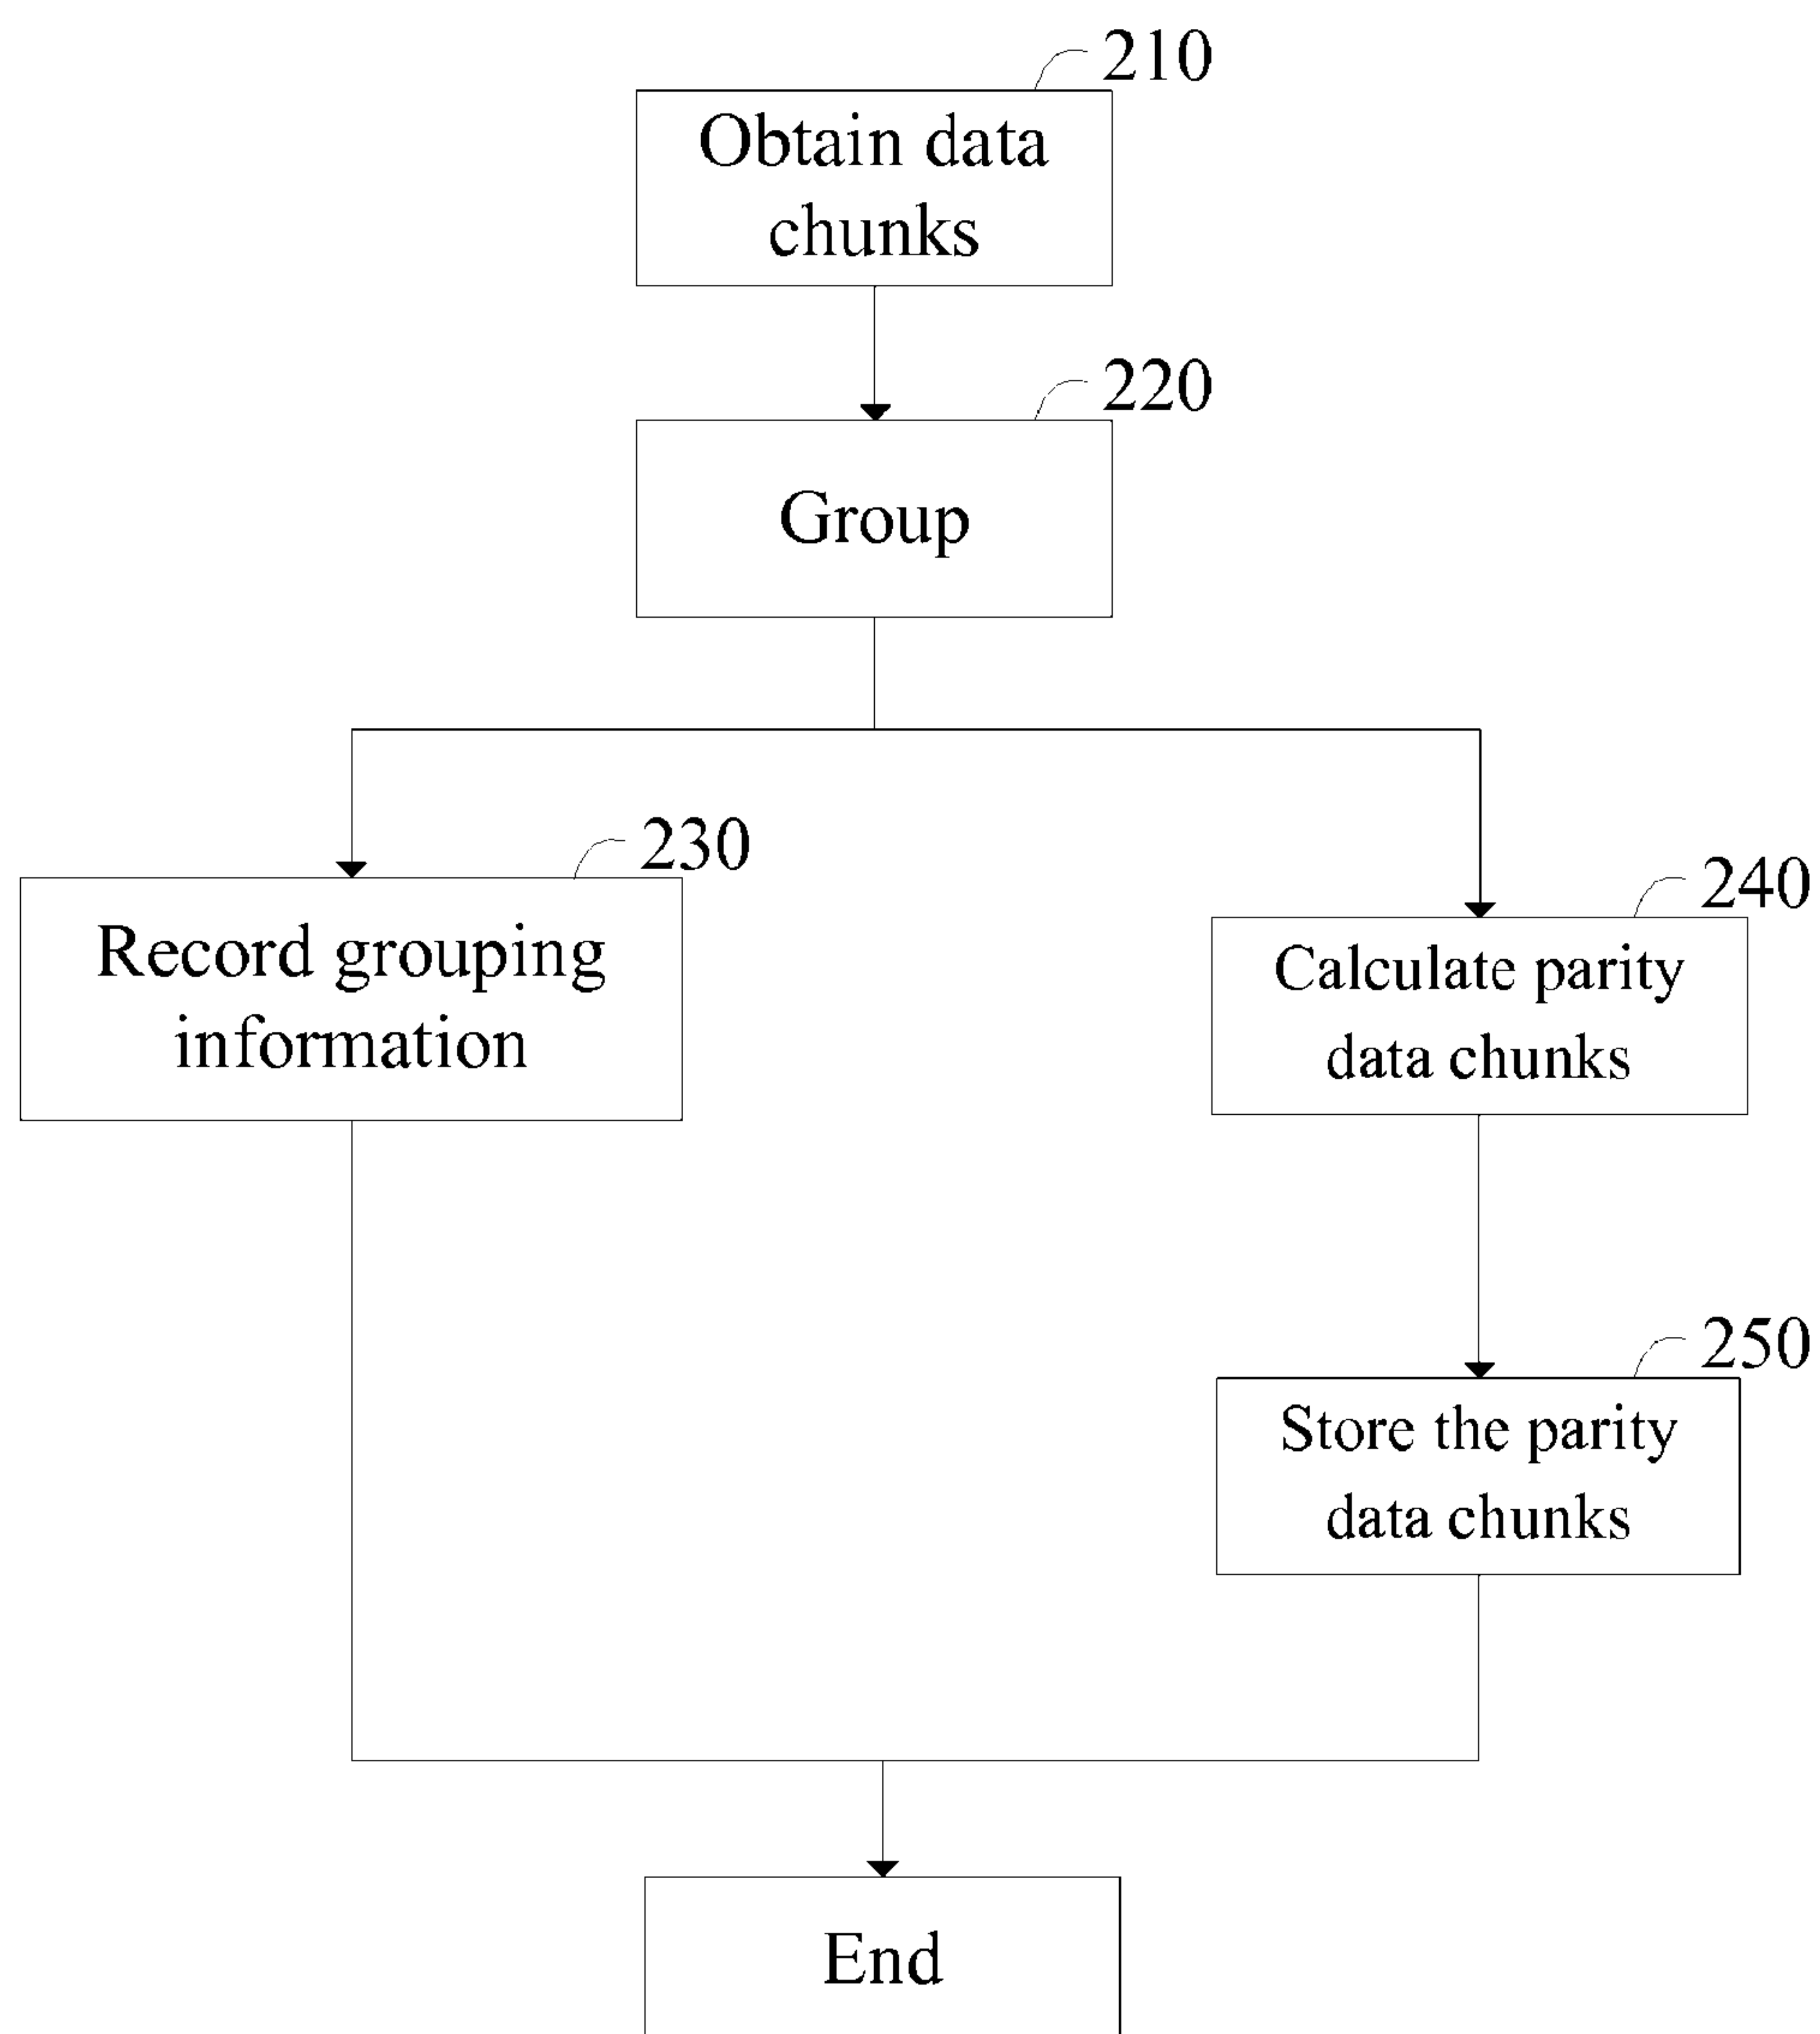 210
Obtain data
chunks
220
Group
230
Record grouping
information
240
Calculate parity
data chunks
250
Store the parity
data chunks
End